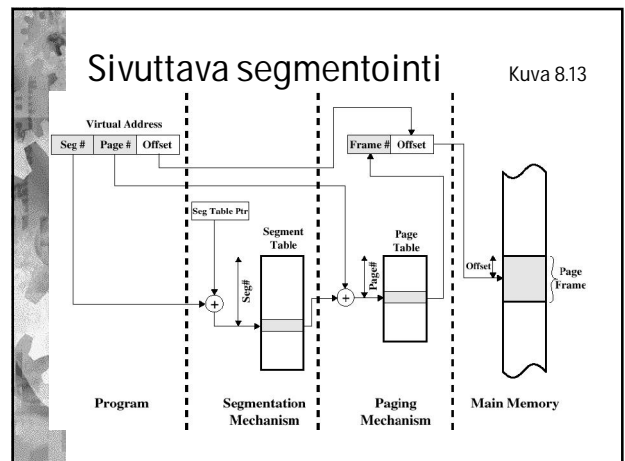 Sivuttava segmentointi
Kuva 8.13
Virtual Address
Seg # Page # Offset
Frame # Offset
Seg Table Ptr
Segment
Table
Page
Table
Seg#
Page#
Offset
Page
Frame
+
+
Program
Segmentation
Mechanism
Paging
Mechanism
Main Memory